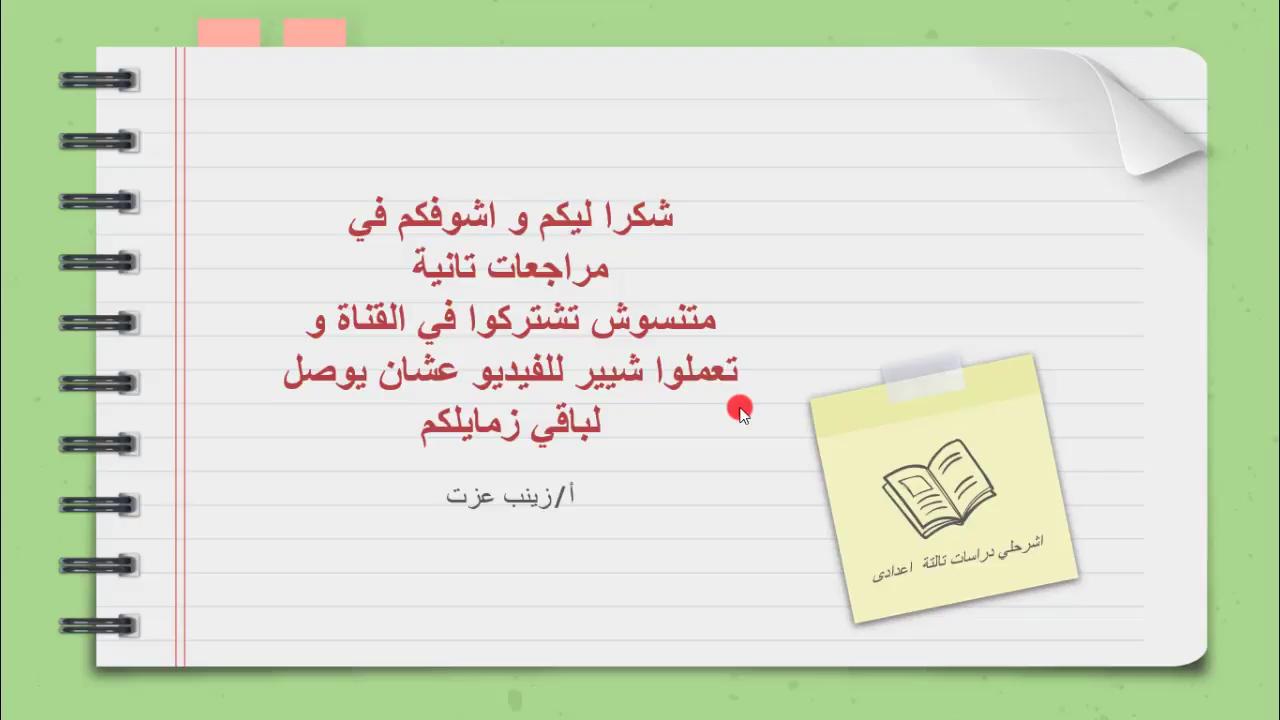 شكرا ليكم و اشوفكم في
مراجعات تانية
متنسوش تشتركوا في القناة و
تعملوا شيير للفيديو عشان يوصل
لباقي زمايلكم
أ/زينب عزت
اشرحلي دراسات تالتة اعدادى